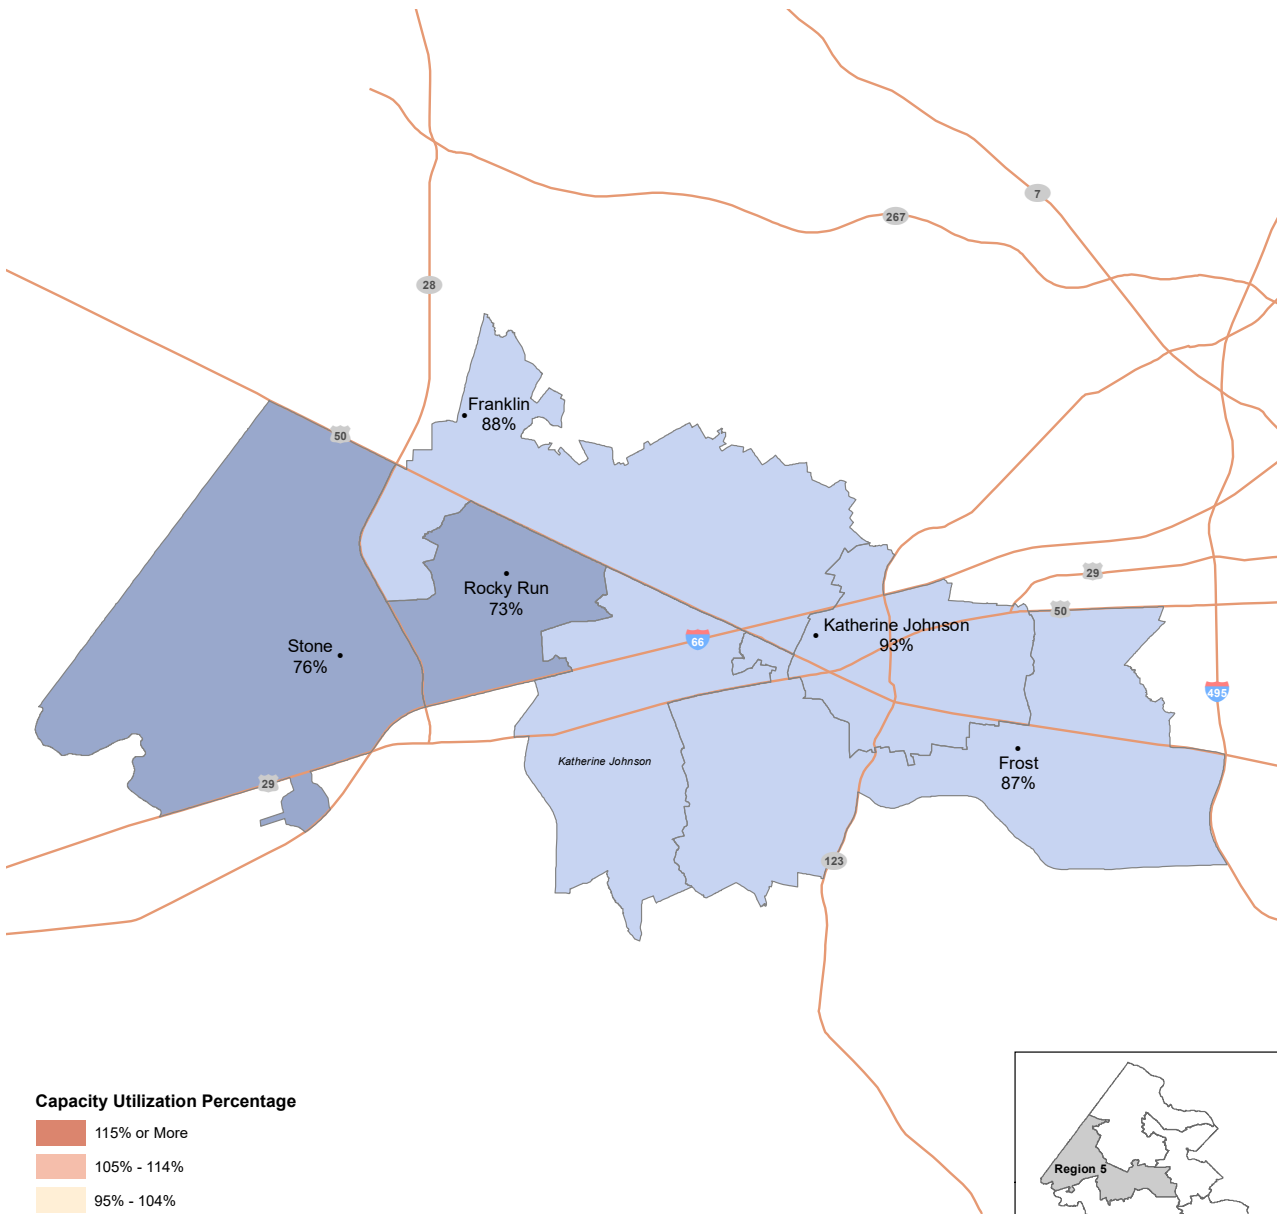 7
267
28
Franklin
88%
50
Rocky Run
73%
29
50
Katherine Johnson
93%
66
Stone
76%
495
Katherine Johnson
Frost
87%
29
123
Capacity Utilization Percentage
115% or More
105% - 114%
95% - 104%
Region 5